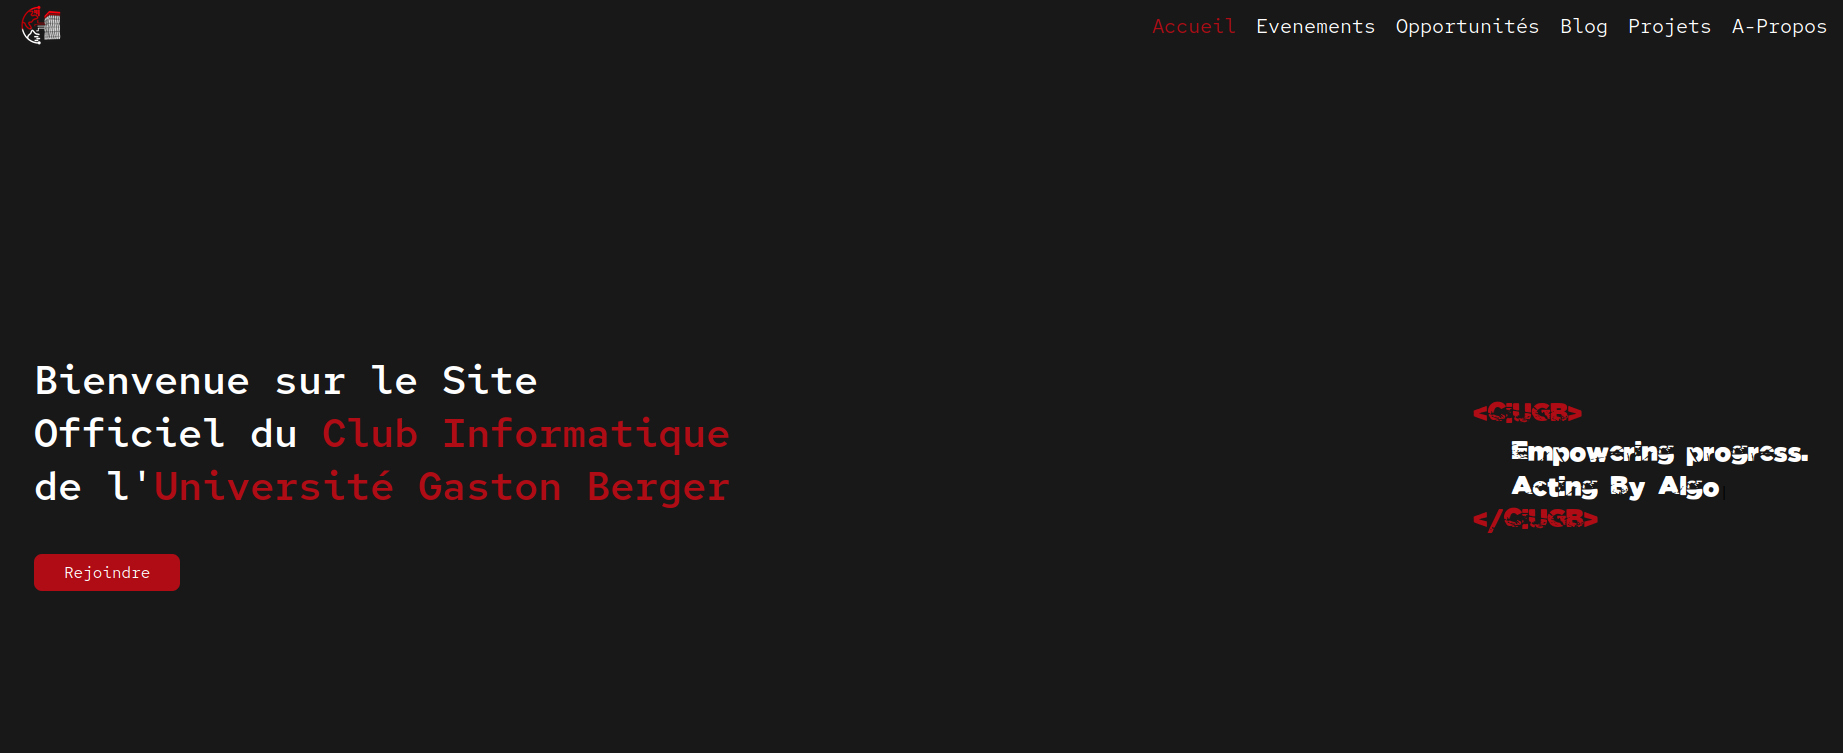 Accueil Evenements Opportunités Blog Projets A-Propos
Bienvenue sur le Site
Officiel du Club Informatique
de l'Université Gaston Berger
Rejoindre
<CIUGB>
Empowering progress.
Acting By Algo
</CIUGB>